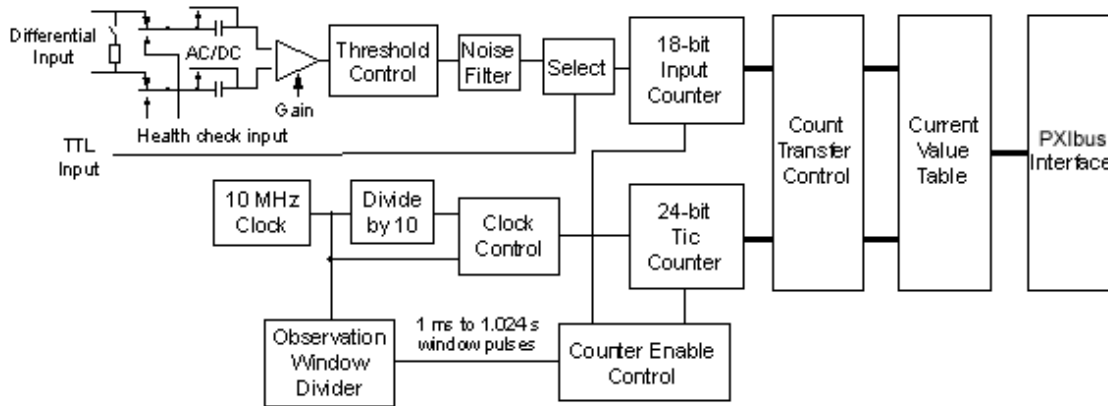 Differential
Input
AC/DC
Gain
Health check input
TTL
Input
Threshold
Control
Noise
Filter
Select
18-bit
Input
Counter
Count
Transfer
Control
Current
Value
Table
PXIbus
Interface
10 MHz
Clock
Divide
by 10
Clock
Control
24-bit
Tic
Counter
Observation
Window
Divider
1 ms to 1.024 s
window pulses
Counter Enable
Control